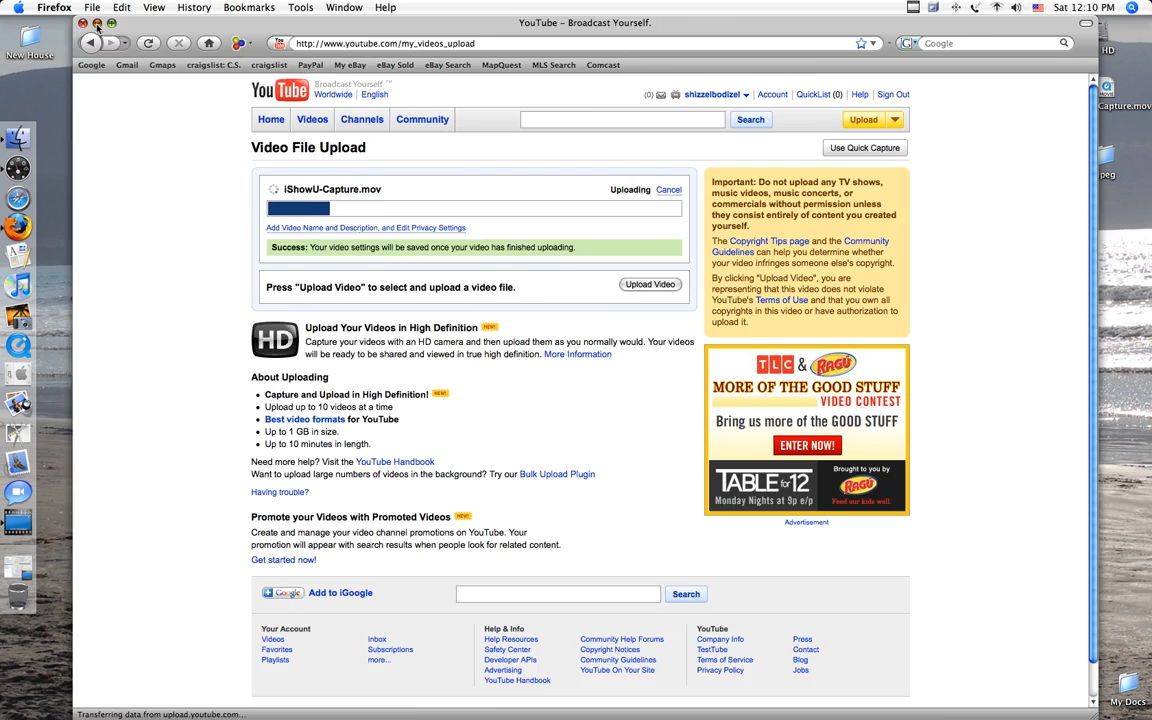 Firefox File Edit View History Bookmarks Tools Window Help Sat 12:10 PM
YouTube – Broadcast Yourself.
http://www.youtube.com/my_videos_upload Google
Google Gmail Gmaps craigslist: C.S. craigslist PayPal My eBay eBay Sold eBay Search MapQuest MLS Search Comcast
New House
HD
Capture.mov
jpeg
My Docs
YouTube Broadcast Yourself ™
Worldwide English
(0) shizzelbodizel Account QuickList (0) Help Sign Out
Home Videos Channels Community Search Upload
Video File Upload Use Quick Capture
iShowU-Capture.mov Uploading Cancel
Add Video Name and Description, and Edit Privacy Settings
Success: Your video settings will be saved once your video has finished uploading.
Press "Upload Video" to select and upload a video file. Upload Video
Important: Do not upload any TV shows,
music videos, music concerts, or
commercials without permission unless
they consist entirely of content you created
yourself.
The Copyright Tips page and the Community
Guidelines can help you determine whether
your video infringes someone else's copyright.
By clicking "Upload Video", you are
representing that this video does not violate
YouTube's Terms of Use and that you own all
copyrights in this video or have authorization to
upload it.
HD
Upload Your Videos in High Definition NEW!
Capture your videos with an HD camera and then upload them as you normally would. Your videos
will be ready to be shared and viewed in true high definition. More Information
About Uploading
• Capture and Upload in High Definition! NEW!
• Upload up to 10 videos at a time
• Best video formats for YouTube
• Up to 1 GB in size.
• Up to 10 minutes in length.
Need more help? Visit the YouTube Handbook
Want to upload large numbers of videos in the background? Try our Bulk Upload Plugin
Having trouble?
TLC & RAGÚ
MORE OF THE GOOD STUFF
VIDEO CONTEST
Bring us more of the GOOD STUFF
ENTER NOW!
TABLE for 12
Monday Nights at 9p e/p
Brought to you by
RAGÚ
Feed our kids well.
Advertisement
Promote your Videos with Promoted Videos NEW!
Create and manage your video channel promotions on YouTube. Your
promotion will appear with search results when people look for related content.
Get started now!
Google Add to iGoogle Search
Your Account
Videos Inbox
Favorites Subscriptions
Playlists more...
Help & Info
Help Resources Community Help Forums
Safety Center Copyright Notices
Developer APIs Community Guidelines
Advertising YouTube On Your Site
YouTube Handbook
YouTube
Company Info Press
TestTube Contact
Terms of Service Blog
Privacy Policy Jobs
Transferring data from upload.youtube.com...